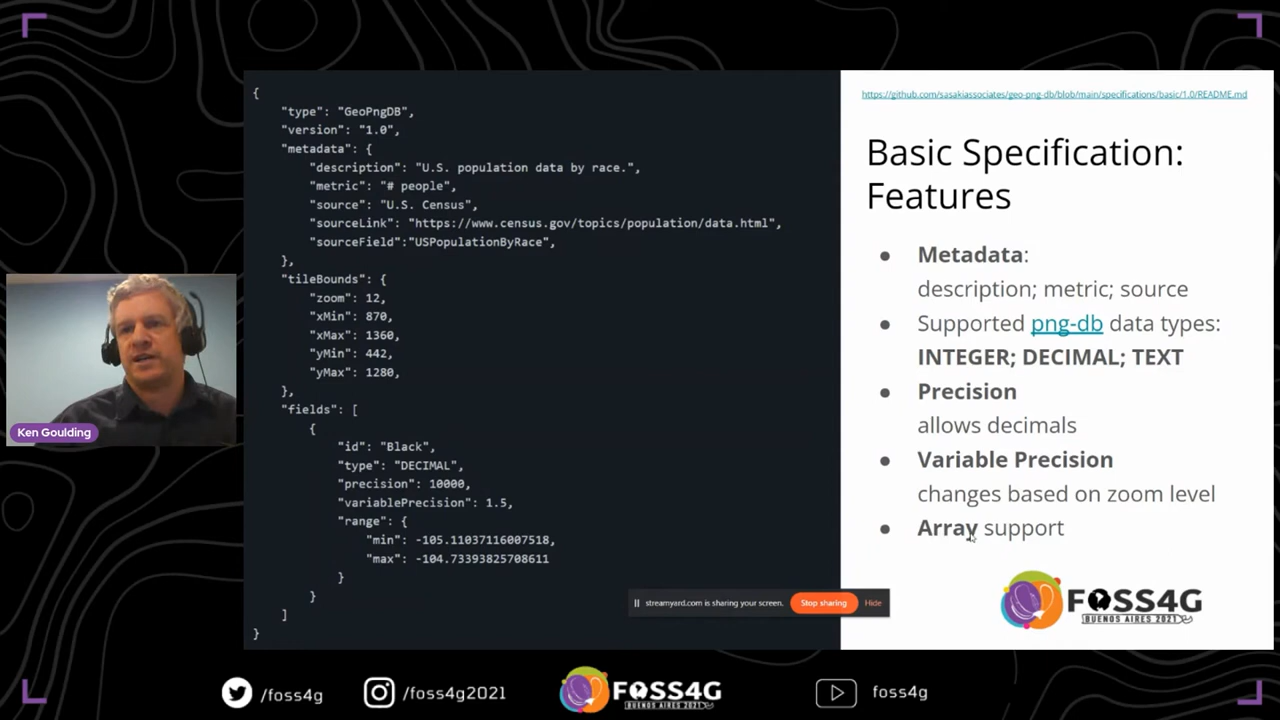 {
"type": "GeoPngDB",
"version": "1.0",
"metadata": {
"description": "U.S. population data by race.",
"metric": "# people",
"source": "U.S. Census",
"sourceLink": "https://www.census.gov/topics/population/data.html",
"sourceField":"USPopulationByRace",
},
"tileBounds": {
"zoom": 12,
"xMin": 870,
"xMax": 1360,
"yMin": 442,
"yMax": 1280,
},
"fields": [
{
"id": "Black",
"type": "DECIMAL",
"precision": 10000,
"variablePrecision": 1.5,
"range": {
"min": -105.11037116007518,
"max": -104.73393825708611
}
}
]
}
https://github.com/sasakiassociates/geo-png-db/blob/main/specifications/basic/1.0/README.md
Basic Specification:
Features
● Metadata:
description; metric; source
● Supported png-db data types:
INTEGER; DECIMAL; TEXT
● Precision
allows decimals
● Variable Precision
changes based on zoom level
● Array support
FOSS4G
BUENOS AIRES 2021
streamyard.com is sharing your screen.
Stop sharing
Hide
Ken Goulding
/foss4g
/foss4g2021
FOSS4G
BUENOS AIRES 2021
foss4g